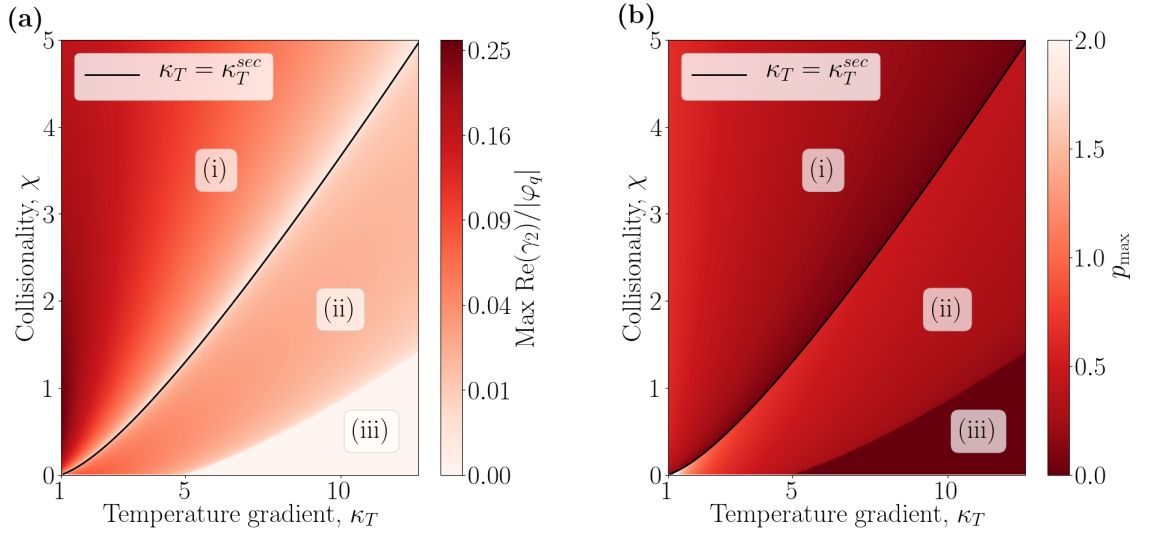 (a)
κ_T = κ_T^{sec}
(i)
(ii)
(iii)
Collisionality, χ
5
4
3
2
1
0
1
5
10
Temperature gradient, κ_T
0.25
0.16
0.09
0.04
0.01
0.00
Max Re(γ_2)/|φ_q|
(b)
κ_T = κ_T^{sec}
(i)
(ii)
(iii)
Collisionality, χ
5
4
3
2
1
0
1
5
10
Temperature gradient, κ_T
2.0
1.5
1.0
0.5
0.0
p_max